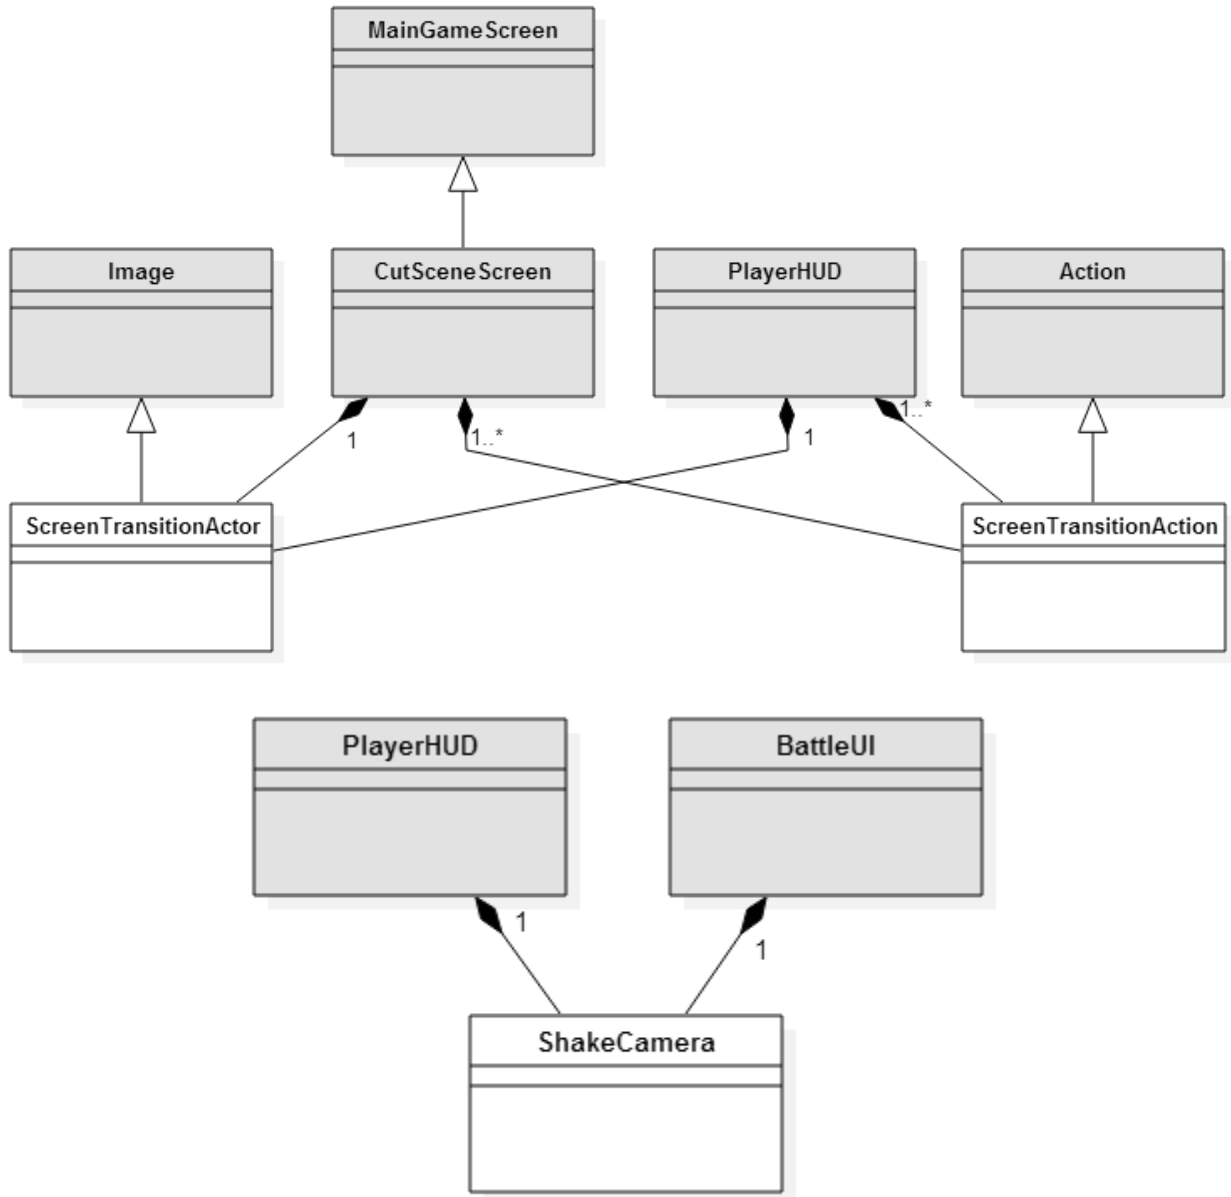 MainGameScreen
Image
CutSceneScreen
PlayerHUD
Action
1
1..*
1
1..*
ScreenTransitionActor
ScreenTransitionAction
PlayerHUD
BattleUI
1
1
ShakeCamera